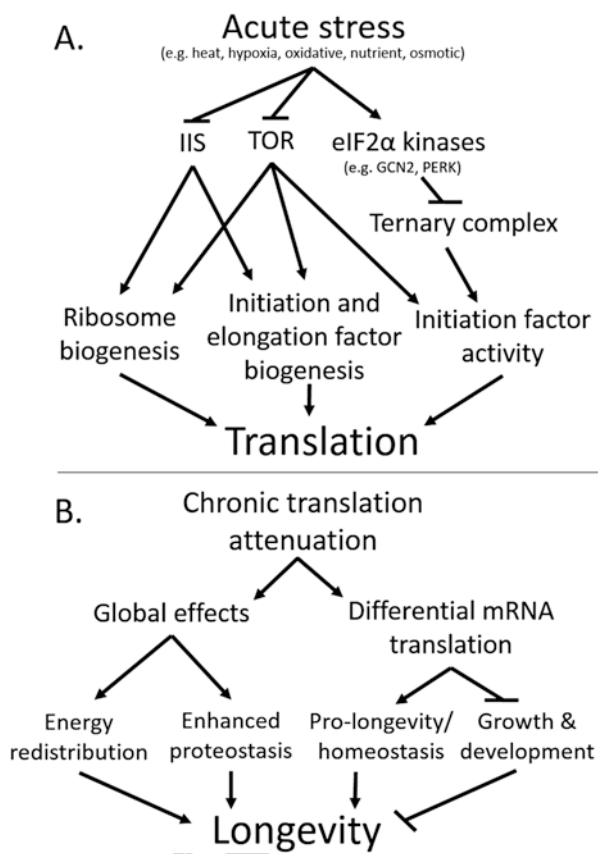 A.
Acute stress
(e.g. heat, hypoxia, oxidative, nutrient, osmotic)
IIS
TOR
eIF2α kinases
(e.g. GCN2, PERK)
Ternary complex
Ribosome
biogenesis
Initiation and
elongation factor
biogenesis
Initiation factor
activity
Translation
B.
Chronic translation
attenuation
Global effects
Differential mRNA
translation
Energy
redistribution
Enhanced
proteostasis
Pro-longevity/
homeostasis
Growth &
development
Longevity